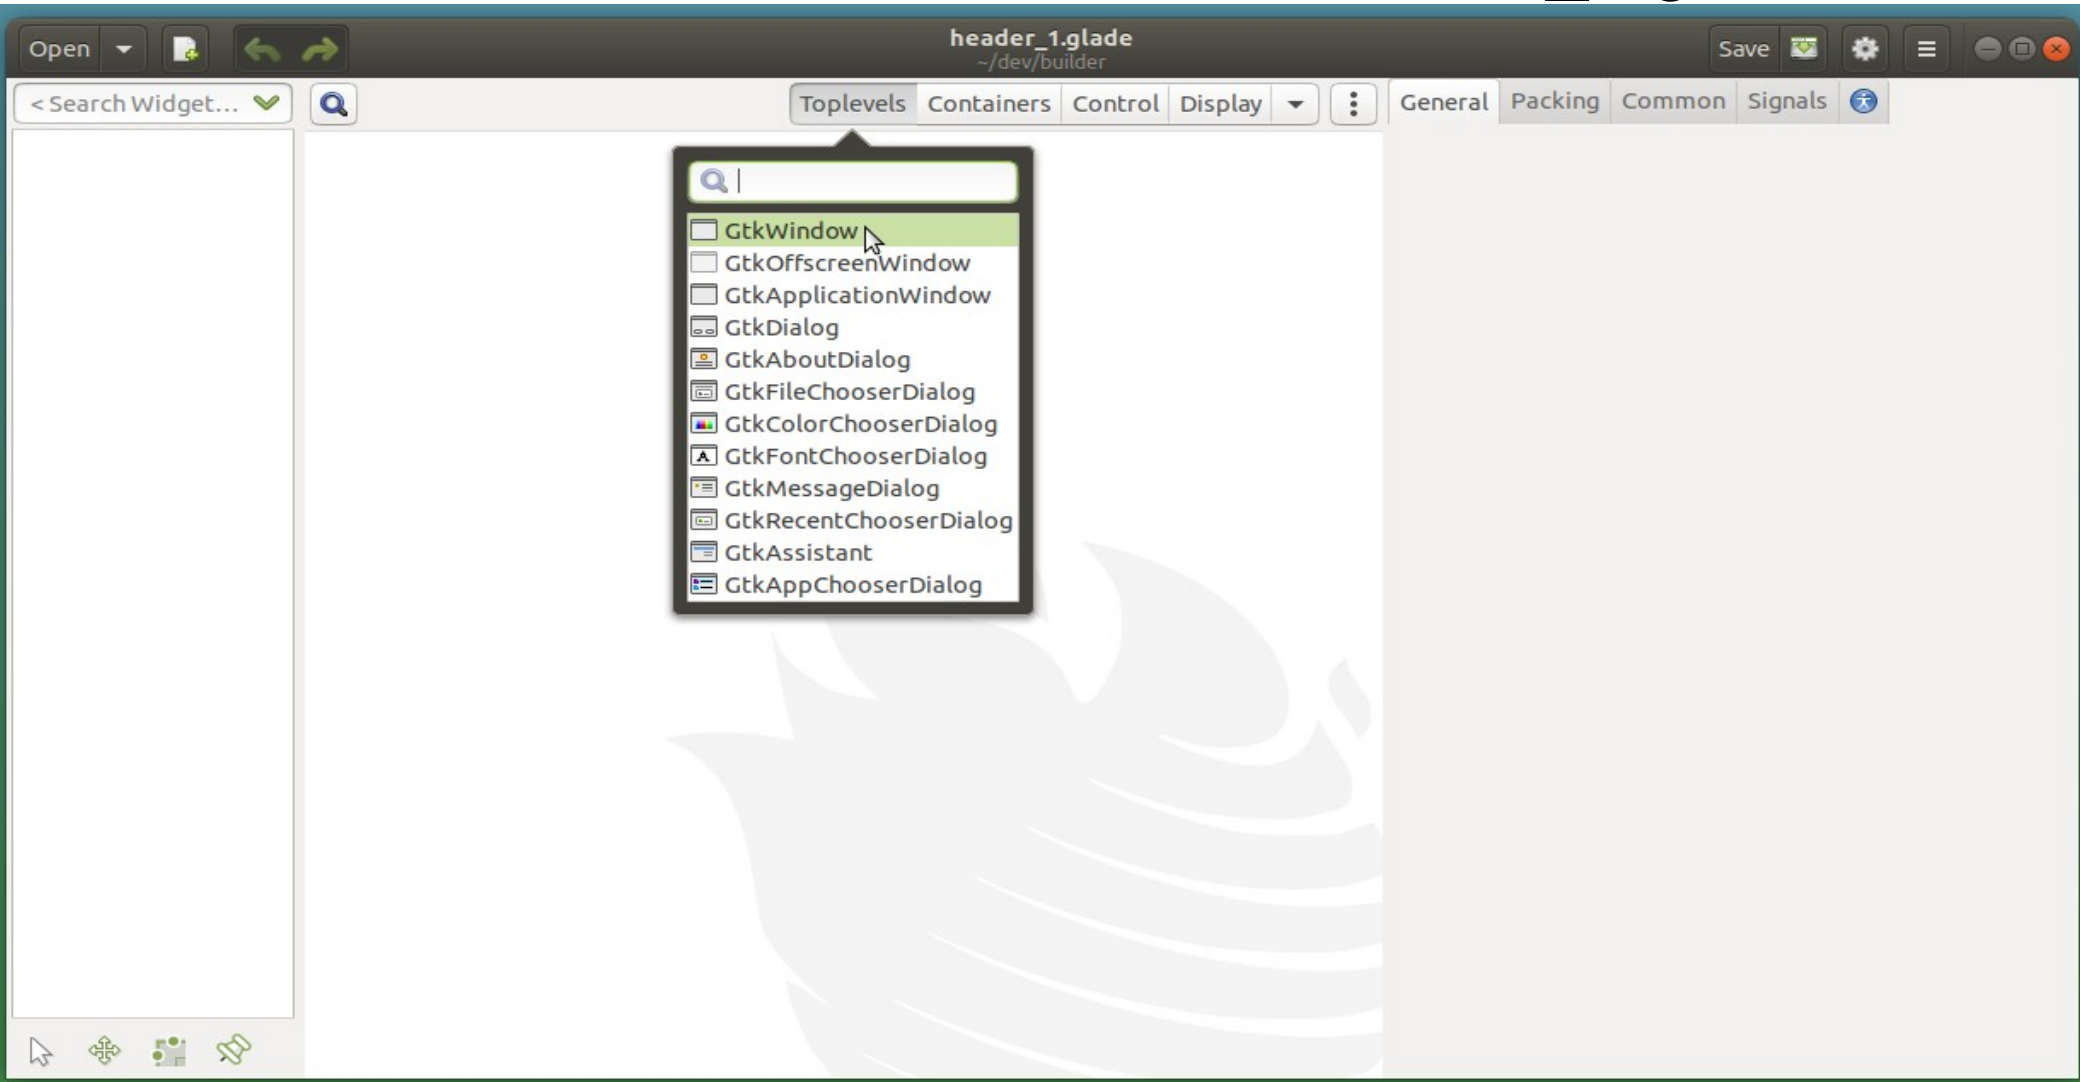 Open
header_1.glade
~/dev/builder
Save
< Search Widget...
Toplevels Containers Control Display
General Packing Common Signals
GtkWindow
GtkOffscreenWindow
GtkApplicationWindow
GtkDialog
GtkAboutDialog
GtkFileChooserDialog
GtkColorChooserDialog
GtkFontChooserDialog
GtkMessageDialog
GtkRecentChooserDialog
GtkAssistant
GtkAppChooserDialog